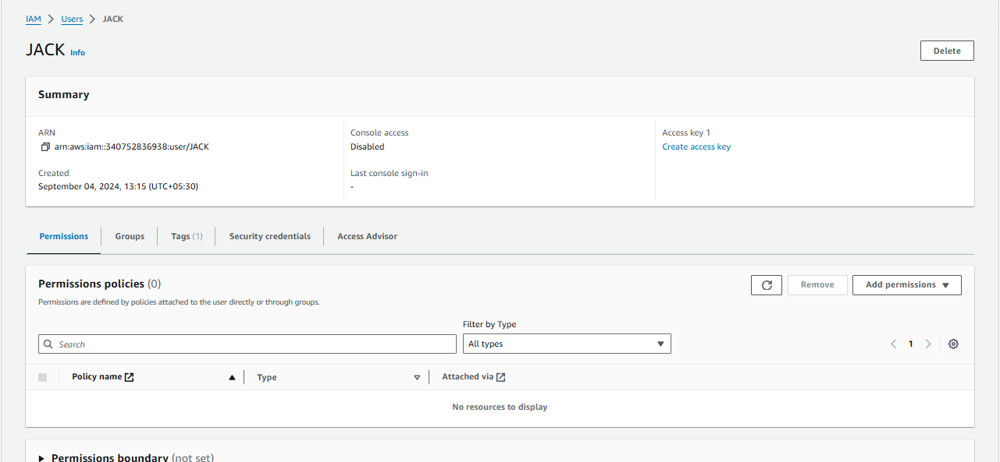 IAM > Users > JACK
JACK Info
Delete
Summary
ARN
arn:aws:iam::340752836938:user/JACK
Created
September 04, 2024, 13:15 (UTC+05:30)
Console access
Disabled
Last console sign-in
-
Access key 1
Create access key
Permissions
Groups
Tags (1)
Security credentials
Access Advisor
Permissions policies (0)
Permissions are defined by policies attached to the user directly or through groups.
Remove
Add permissions
Filter by Type
Search
All types
1
Policy name
Type
Attached via
No resources to display
Permissions boundary (not set)